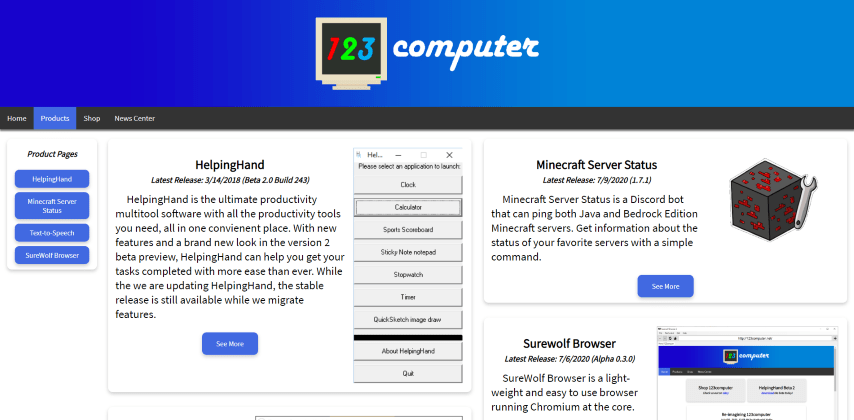 123 computer
Home Products Shop News Center
Product Pages
HelpingHand
Minecraft Server
Status
Text-to-Speech
SureWolf Browser
HelpingHand
Latest Release: 3/14/2018 (Beta 2.0 Build 243)
HelpingHand is the ultimate productivity
multitool software with all the productivity tools
you need, all in one convienent place. With new
features and a brand new look in the version 2
beta preview, HelpingHand can help you get your
tasks completed with more ease than ever. While
the we are updating HelpingHand, the stable
release is still available while we migrate
features.
See More
Hel...
Please select an application to launch:
Clock
Calculator
Sports Scoreboard
Sticky Note notepad
Stopwatch
Timer
QuickSketch image draw
About HelpingHand
Quit
Minecraft Server Status
Latest Release: 7/9/2020 (1.7.1)
Minecraft Server Status is a Discord bot
that can ping both Java and Bedrock Edition
Minecraft servers. Get information about the
status of your favorite servers with a simple
command.
See More
Surewolf Browser
Latest Release: 7/6/2020 (Alpha 0.3.0)
SureWolf Browser is a light-
weight and easy to use browser
running Chromium at the core.
123 computer
Shop 123computer
HelpingHand Beta 2
Re-imagining 123computer